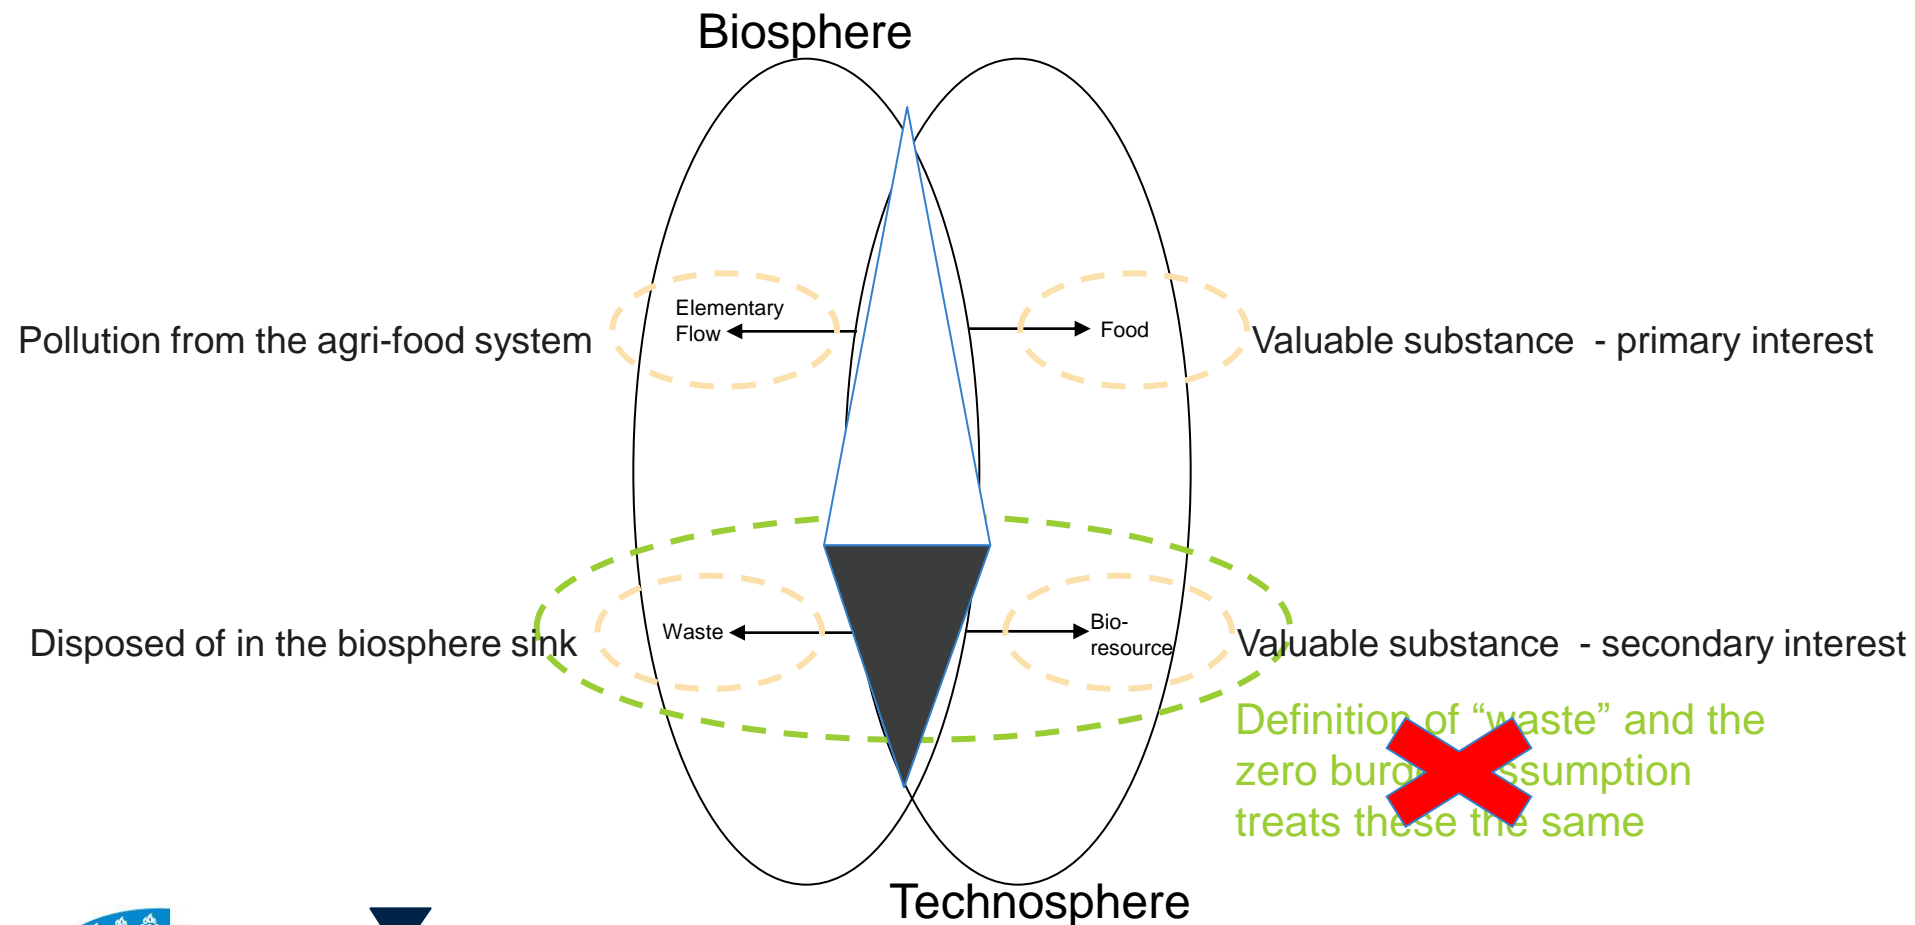 Biosphere
Elementary
Flow
Food
Pollution from the agri-food system
Valuable substance - primary interest
Waste
Bio-
resource
Disposed of in the biosphere sink
Valuable substance - secondary interest
Definition of “waste” and the
zero burden assumption
treats these the same
Technosphere